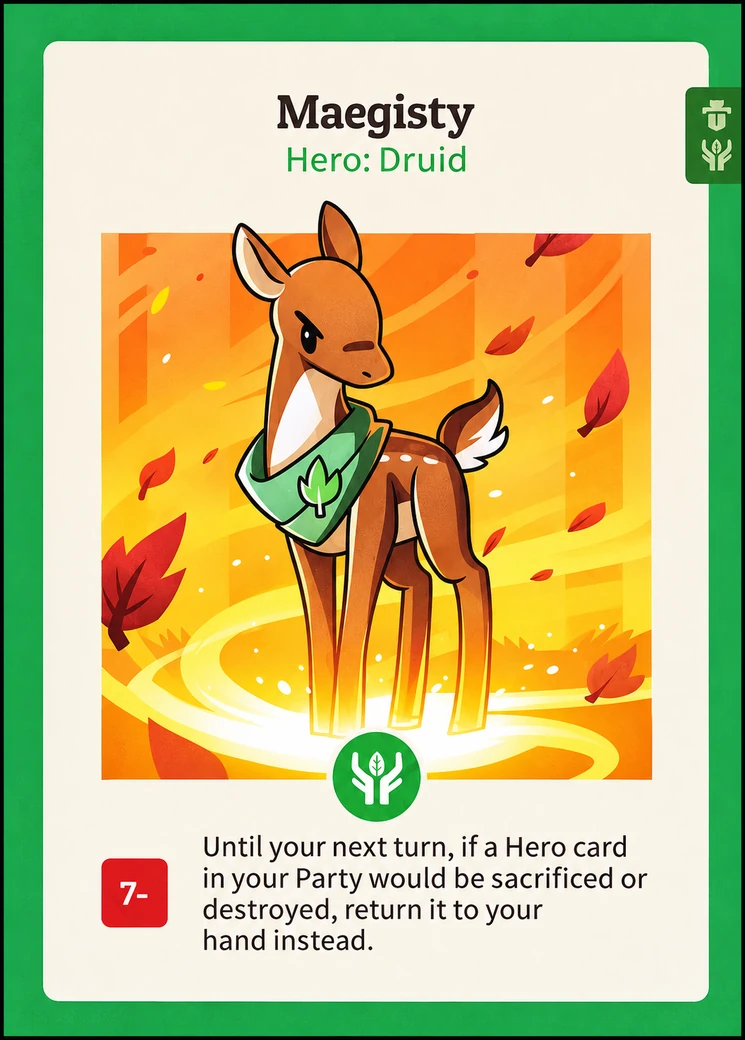 Maegisty
Hero: Druid
7-
Until your next turn, if a Hero card
in your Party would be sacrificed or
destroyed, return it to your
hand instead.